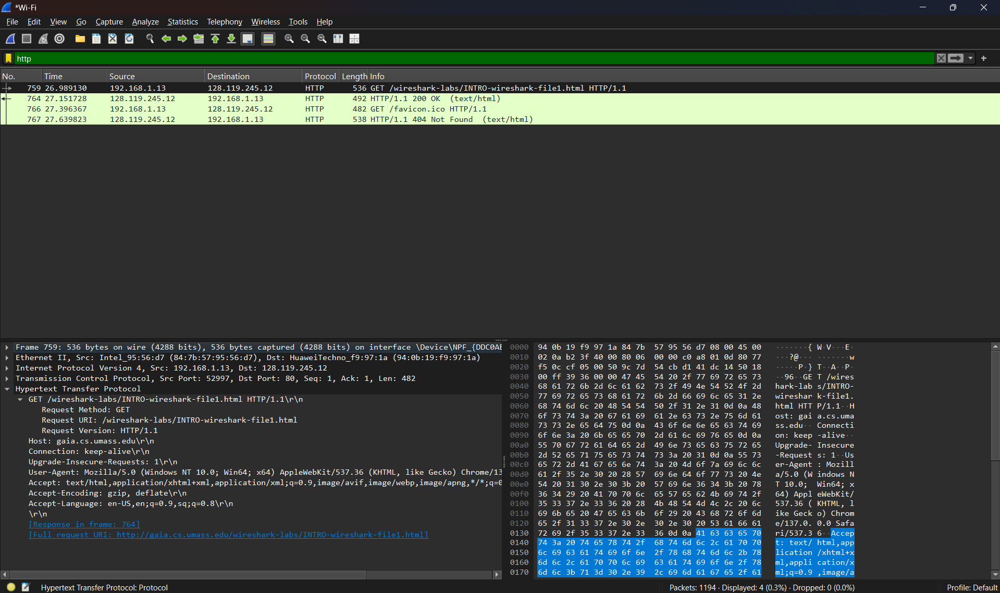 *Wi-Fi
File Edit View Go Capture Analyze Statistics Telephony Wireless Tools Help
http
No. Time Source Destination Protocol Length Info
759 26.989130 192.168.1.13 128.119.245.12 HTTP 536 GET /wireshark-labs/INTRO-wireshark-file1.html HTTP/1.1
764 27.151728 128.119.245.12 192.168.1.13 HTTP 492 HTTP/1.1 200 OK (text/html)
766 27.396367 192.168.1.13 128.119.245.12 HTTP 482 GET /favicon.ico HTTP/1.1
767 27.639823 128.119.245.12 192.168.1.13 HTTP 538 HTTP/1.1 404 Not Found (text/html)
Frame 759: 536 bytes on wire (4288 bits), 536 bytes captured (4288 bits) on interface \Device\NPF_{DDC0AE
Ethernet II, Src: Intel_95:56:d7 (84:7b:57:95:56:d7), Dst: HuaweiTechno_f9:97:1a (94:0b:19:f9:97:1a)
Internet Protocol Version 4, Src: 192.168.1.13, Dst: 128.119.245.12
Transmission Control Protocol, Src Port: 52997, Dst Port: 80, Seq: 1, Ack: 1, Len: 482
Hypertext Transfer Protocol
GET /wireshark-labs/INTRO-wireshark-file1.html HTTP/1.1\r\n
Request Method: GET
Request URI: /wireshark-labs/INTRO-wireshark-file1.html
Request Version: HTTP/1.1
Host: gaia.cs.umass.edu\r\n
Connection: keep-alive\r\n
Upgrade-Insecure-Requests: 1\r\n
User-Agent: Mozilla/5.0 (Windows NT 10.0; Win64; x64) AppleWebKit/537.36 (KHTML, like Gecko) Chrome/13
Accept: text/html,application/xhtml+xml,application/xml;q=0.9,image/avif,image/webp,image/apng,*/*;q=0
Accept-Encoding: gzip, deflate\r\n
Accept-Language: en-US,en;q=0.9,sq;q=0.8\r\n
\r\n
[Response in frame: 764]
[Full request URI: http://gaia.cs.umass.edu/wireshark-labs/INTRO-wireshark-file1.html]
0000 94 0b 19 f9 97 1a 84 7b 57 95 56 d7 08 00 45 00 ·······{ W·V···E·
0010 02 0a b2 3f 40 00 80 06 00 00 c0 a8 01 0d 80 77 ···?@··· ·······w
0020 f5 0c cf 05 00 50 9c 7d 54 cb d1 41 dc 14 50 18 ·····P·} T··A··P·
0030 00 ff 39 36 00 00 47 45 54 20 2f 77 69 72 65 73 ··96··GE T /wires
0040 68 61 72 6b 2d 6c 61 62 73 2f 49 4e 54 52 4f 2d hark-lab s/INTRO-
0050 77 69 72 65 73 68 61 72 6b 2d 66 69 6c 65 31 2e wireshar k-file1.
0060 68 74 6d 6c 20 48 54 54 50 2f 31 2e 31 0d 0a 48 html HTT P/1.1··H
0070 6f 73 74 3a 20 67 61 69 61 2e 63 73 2e 75 6d 61 ost: gai a.cs.uma
0080 73 73 2e 65 64 75 0d 0a 43 6f 6e 6e 65 63 74 69 ss.edu·· Connecti
0090 6f 6e 3a 20 6b 65 65 70 2d 61 6c 69 76 65 0d 0a on: keep -alive··
00a0 55 70 67 72 61 64 65 2d 49 6e 73 65 63 75 72 65 Upgrade- Insecure
00b0 2d 52 65 71 75 65 73 74 73 3a 20 31 0d 0a 55 73 -Request s: 1··Us
00c0 65 72 2d 41 67 65 6e 74 3a 20 4d 6f 7a 69 6c 6c er-Agent : Mozill
00d0 61 2f 35 2e 30 20 28 57 69 6e 64 6f 77 73 20 4e a/5.0 (W indows N
00e0 54 20 31 30 2e 30 3b 20 57 69 6e 36 34 3b 20 78 T 10.0; Win64; x
00f0 36 34 29 20 41 70 70 6c 65 57 65 62 4b 69 74 2f 64) Appl eWebKit/
0100 35 33 37 2e 33 36 20 28 4b 48 54 4d 4c 2c 20 6c 537.36 ( KHTML, l
0110 69 6b 65 20 47 65 63 6b 6f 29 20 43 68 72 6f 6d ike Geck o) Chrom
0120 65 2f 31 33 37 2e 30 2e 30 2e 30 20 53 61 66 61 e/137.0. 0.0 Safa
0130 72 69 2f 35 33 37 2e 33 36 0d 0a 41 63 63 65 70 ri/537.3 6··Accep
0140 74 3a 20 74 65 78 74 2f 68 74 6d 6c 2c 61 70 70 t: text/ html,app
0150 6c 69 63 61 74 69 6f 6e 2f 78 68 74 6d 6c 2b 78 lication /xhtml+x
0160 6d 6c 2c 61 70 70 6c 69 63 61 74 69 6f 6e 2f 78 ml,appli cation/x
0170 6d 6c 3b 71 3d 30 2e 39 2c 69 6d 61 67 65 2f 61 ml;q=0.9 ,image/a
Hypertext Transfer Protocol: Protocol
Packets: 1194 · Displayed: 4 (0.3%) · Dropped: 0 (0.0%)
Profile: Default